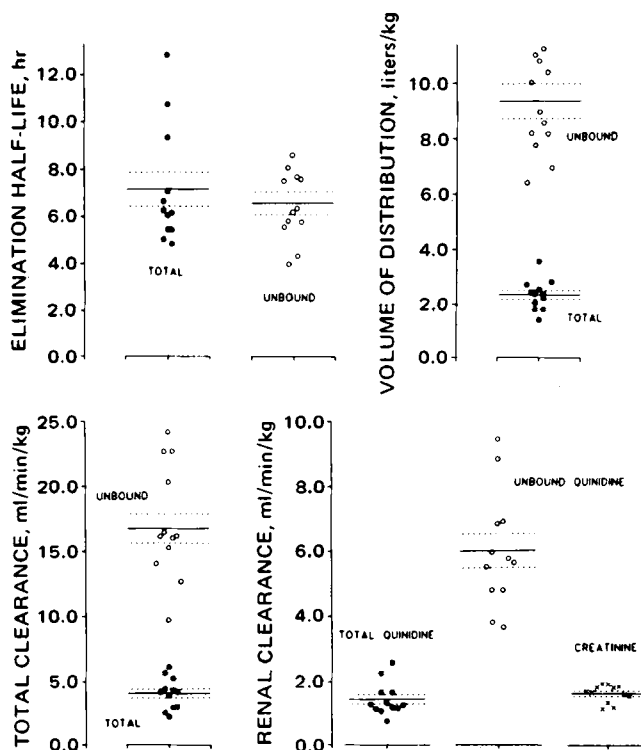 ELIMINATION HALF-LIFE, hr
12.0
10.0
8.0
6.0
4.0
2.0
0.0
TOTAL
UNBOUND
VOLUME OF DISTRIBUTION, liters/kg
10.0
8.0
6.0
4.0
2.0
0.0
UNBOUND
TOTAL
TOTAL CLEARANCE, ml/min/kg
25.0
20.0
15.0
10.0
5.0
0.0
UNBOUND
TOTAL
RENAL CLEARANCE, ml/min/kg
10.0
8.0
6.0
4.0
2.0
0.0
TOTAL QUINIDINE
UNBOUND QUINIDINE
CREATININE